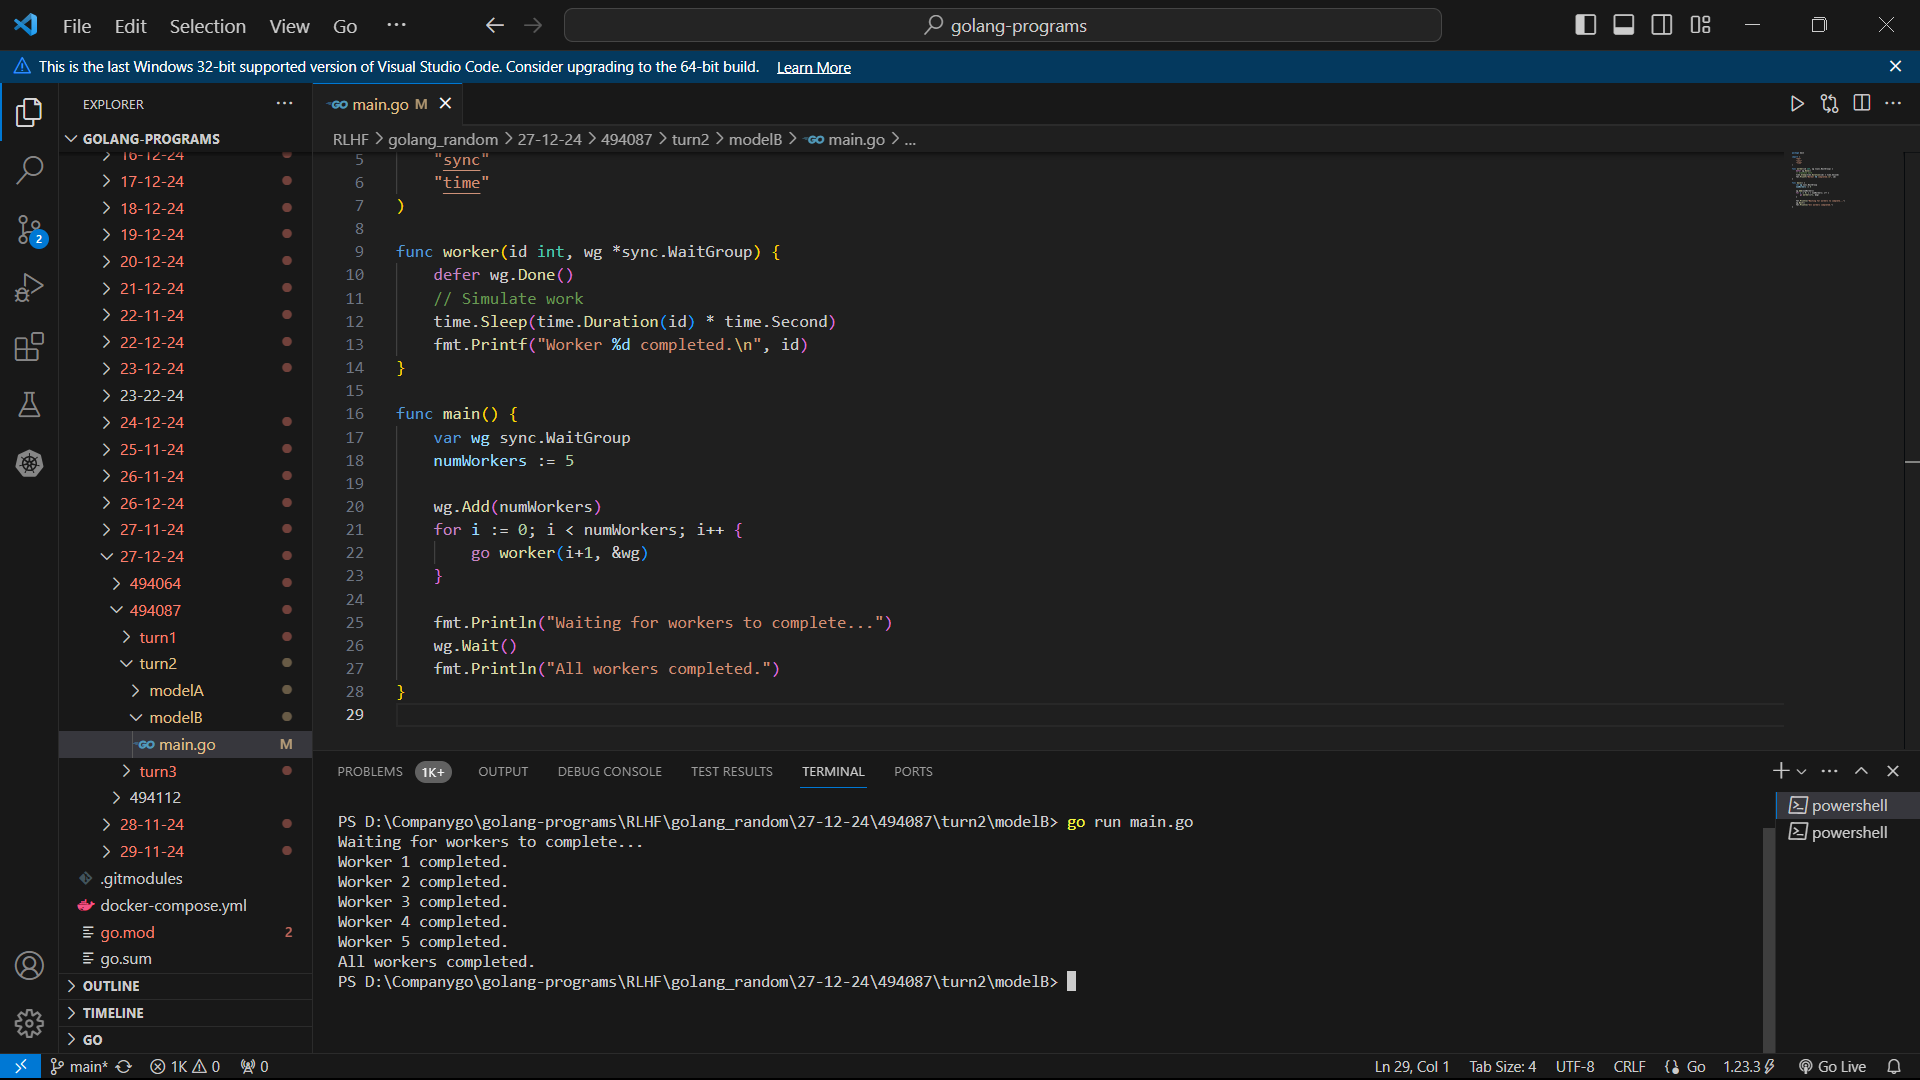 File Edit Selection View Go ...
golang-programs
This is the last Windows 32-bit supported version of Visual Studio Code. Consider upgrading to the 64-bit build. Learn More
EXPLORER
GOLANG-PROGRAMS
16-12-24
17-12-24
18-12-24
19-12-24
20-12-24
21-12-24
22-11-24
22-12-24
23-12-24
23-22-24
24-12-24
25-11-24
26-11-24
26-12-24
27-11-24
27-12-24
494064
494087
turn1
turn2
modelA
modelB
GO main.go M
turn3
494112
28-11-24
29-11-24
.gitmodules
docker-compose.yml
go.mod 2
go.sum
OUTLINE
TIMELINE
GO
2
GO main.go M
RLHF > golang_random > 27-12-24 > 494087 > turn2 > modelB > GO main.go > ...
5 "sync"
6 "time"
7 )
8
9 func worker(id int, wg *sync.WaitGroup) {
10 defer wg.Done()
11 // Simulate work
12 time.Sleep(time.Duration(id) * time.Second)
13 fmt.Printf("Worker %d completed.\n", id)
14 }
15
16 func main() {
17 var wg sync.WaitGroup
18 numWorkers := 5
19
20 wg.Add(numWorkers)
21 for i := 0; i < numWorkers; i++ {
22 go worker(i+1, &wg)
23 }
24
25 fmt.Println("Waiting for workers to complete...")
26 wg.Wait()
27 fmt.Println("All workers completed.")
28 }
29
PROBLEMS 1K+ OUTPUT DEBUG CONSOLE TEST RESULTS TERMINAL PORTS
PS D:\Companygo\golang-programs\RLHF\golang_random\27-12-24\494087\turn2\modelB> go run main.go
Waiting for workers to complete...
Worker 1 completed.
Worker 2 completed.
Worker 3 completed.
Worker 4 completed.
Worker 5 completed.
All workers completed.
PS D:\Companygo\golang-programs\RLHF\golang_random\27-12-24\494087\turn2\modelB>
powershell
powershell
main* 1K 0 0 Ln 29, Col 1 Tab Size: 4 UTF-8 CRLF Go 1.23.3 Go Live